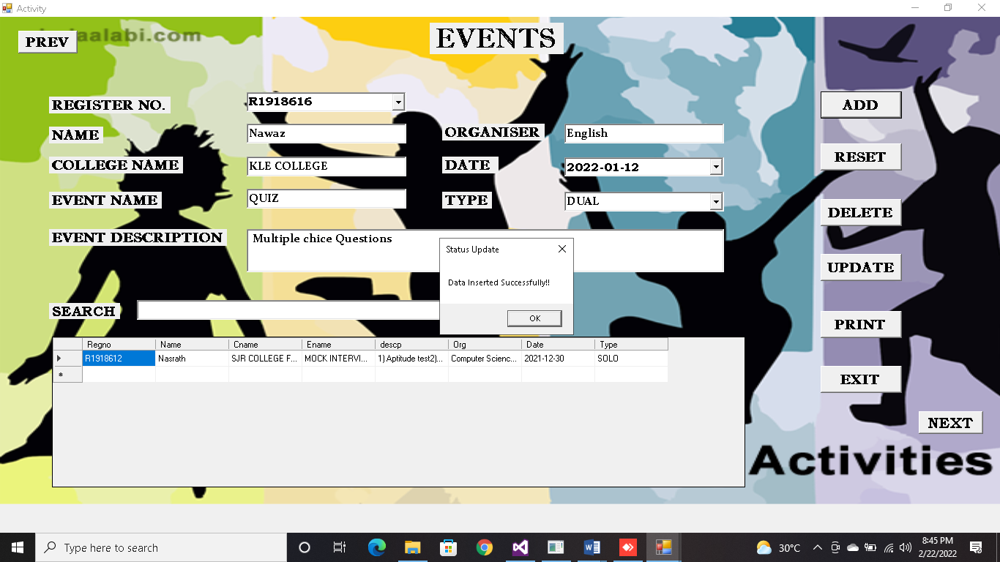 Activity
PREV
EVENTS
REGISTER NO.
R1918616
ADD
NAME
Nawaz
ORGANISER
English
RESET
COLLEGE NAME
KLE COLLEGE
DATE
2022-01-12
EVENT NAME
QUIZ
TYPE
DUAL
DELETE
EVENT DESCRIPTION
Multiple chice Questions
Status Update
Data Inserted Successfully!!
OK
UPDATE
SEARCH
PRINT
Regno Name Cname Ename descp Org Date Type
R1918612 Nasrath SJR COLLEGE F... MOCK INTERVI... 1) Aptitude test2)... Computer Scienc... 2021-12-30 SOLO
EXIT
NEXT
Activities
Type here to search
30°C
8:45 PM
2/22/2022